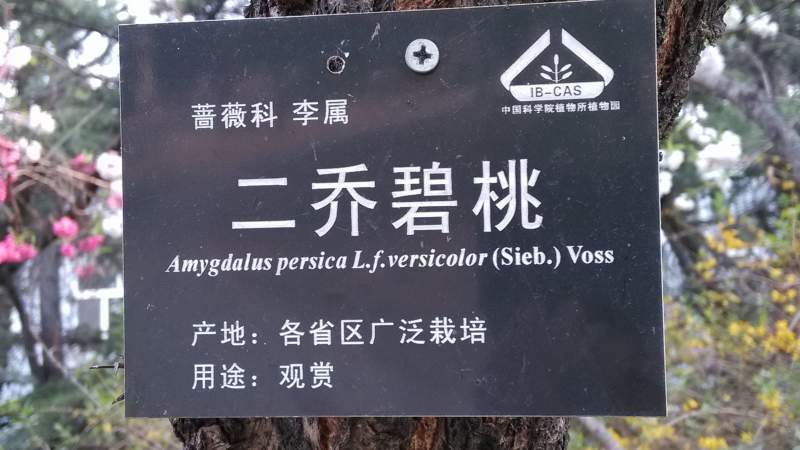 IB-CAS
中国科学院植物所植物园
蔷薇科 李属
二乔碧桃
Amygdalus persica L.f.versicolor (Sieb.) Voss
产地：各省区广泛栽培
用途：观赏